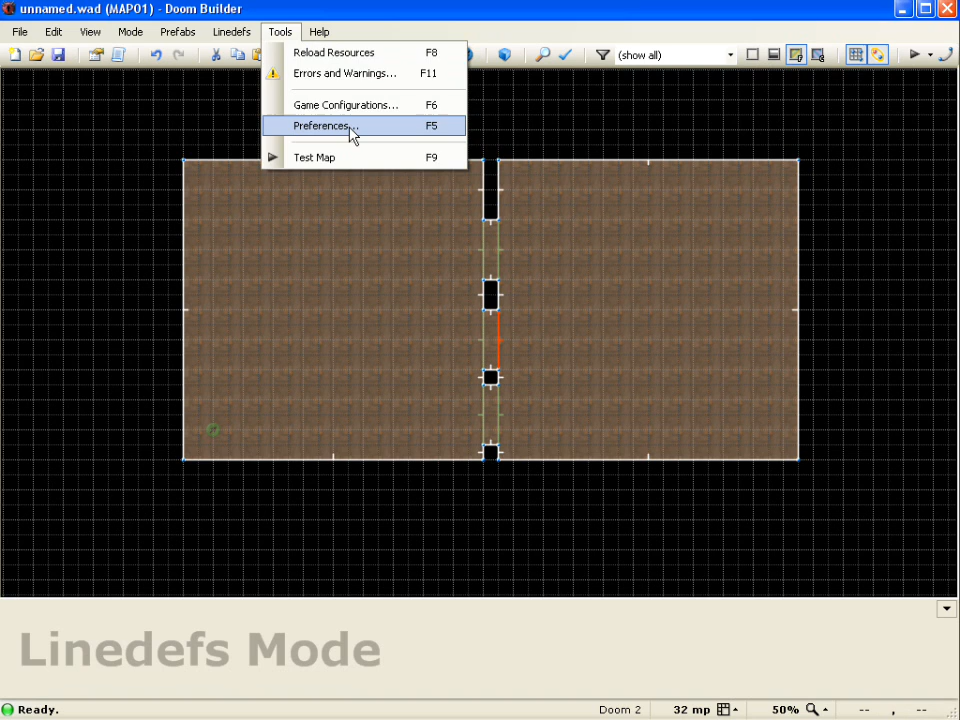 unnamed.wad (MAP01) - Doom Builder
File Edit View Mode Prefabs Linedefs Tools Help
(show all)
Reload Resources F8
Errors and Warnings... F11
Game Configurations... F6
Preferences... F5
Test Map F9
Linedefs Mode
Ready. Doom 2 32 mp 50% -- , --